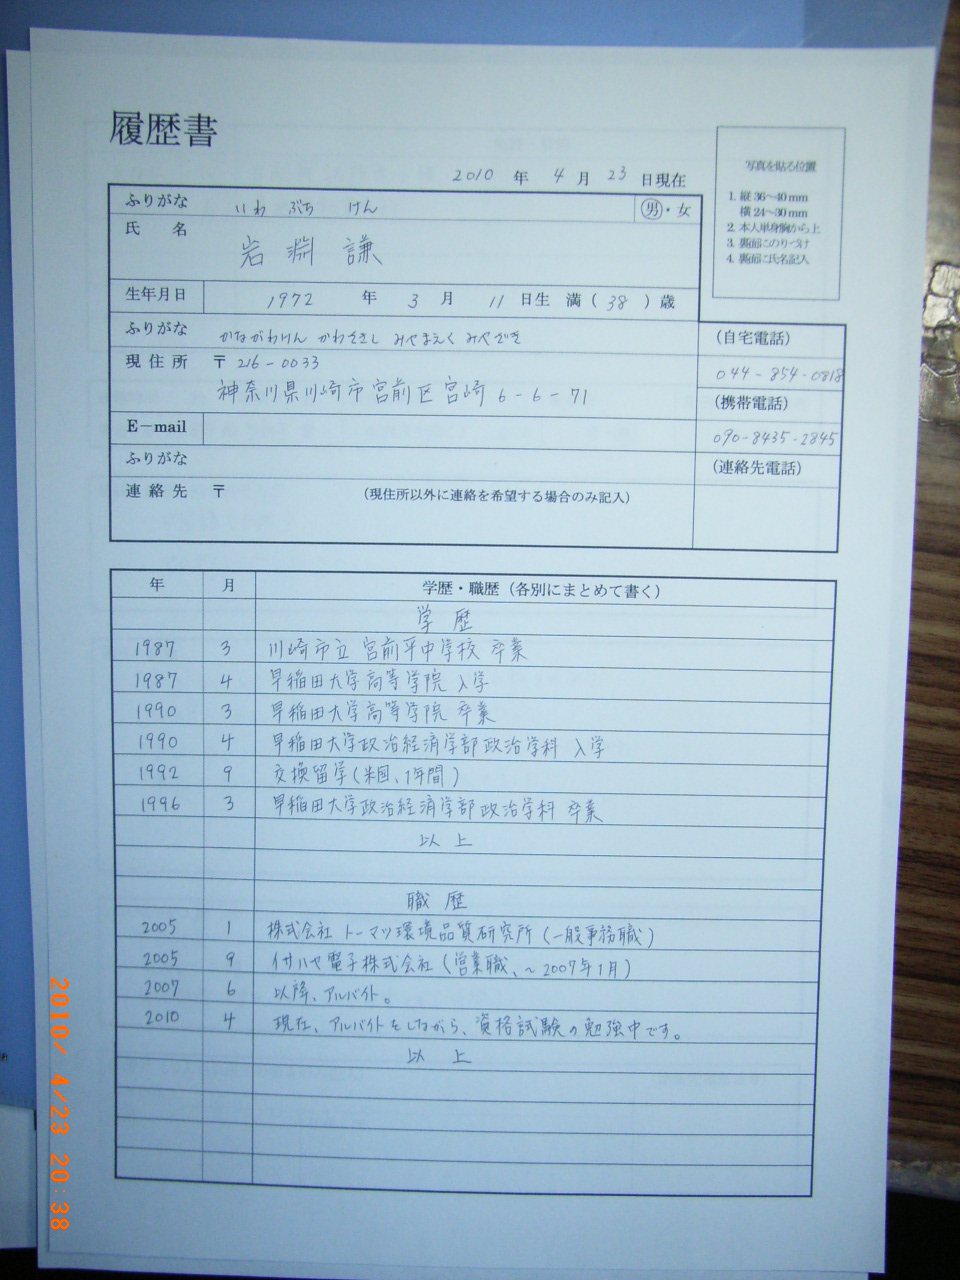 履歴書
2010 年 4 月 23 日現在
写真を貼る位置
1. 縦 36～40 mm
横 24～30 mm
2. 本人単身胸から上
3. 裏面にのりづけ
4. 裏面に氏名記入
ふりがな いわ ぶち けん 男・女
氏 名 岩 淵 謙
生年月日 1972 年 3 月 11 日生 満（ 38 ）歳
ふりがな かながわけん かわさきし みやまえく みやざき （自宅電話）
現 住 所 〒 216-0033 044-854-0818
神奈川県川崎市宮前区宮崎 6-6-71 （携帯電話）
E-mail 090-8435-2845
ふりがな （連絡先電話）
連 絡 先 〒 （現住所以外に連絡を希望する場合のみ記入）
年 月 学歴・職歴（各別にまとめて書く）
学 歴
1987 3 川崎市立 宮前平中学校 卒業
1987 4 早稲田大学高等学院 入学
1990 3 早稲田大学高等学院 卒業
1990 4 早稲田大学政治経済学部政治学科 入学
1992 9 交換留学（米国、1年間）
1996 3 早稲田大学政治経済学部政治学科 卒業
以 上
職 歴
2005 1 株式会社 トーマツ環境品質研究所（一般事務職）
2005 9 イサハヤ電子株式会社（営業職、～2007年1月）
2007 6 以降、アルバイト。
2010 4 現在、アルバイトをしながら、資格試験の勉強中です。
以 上
2010/ 4/23 20:38